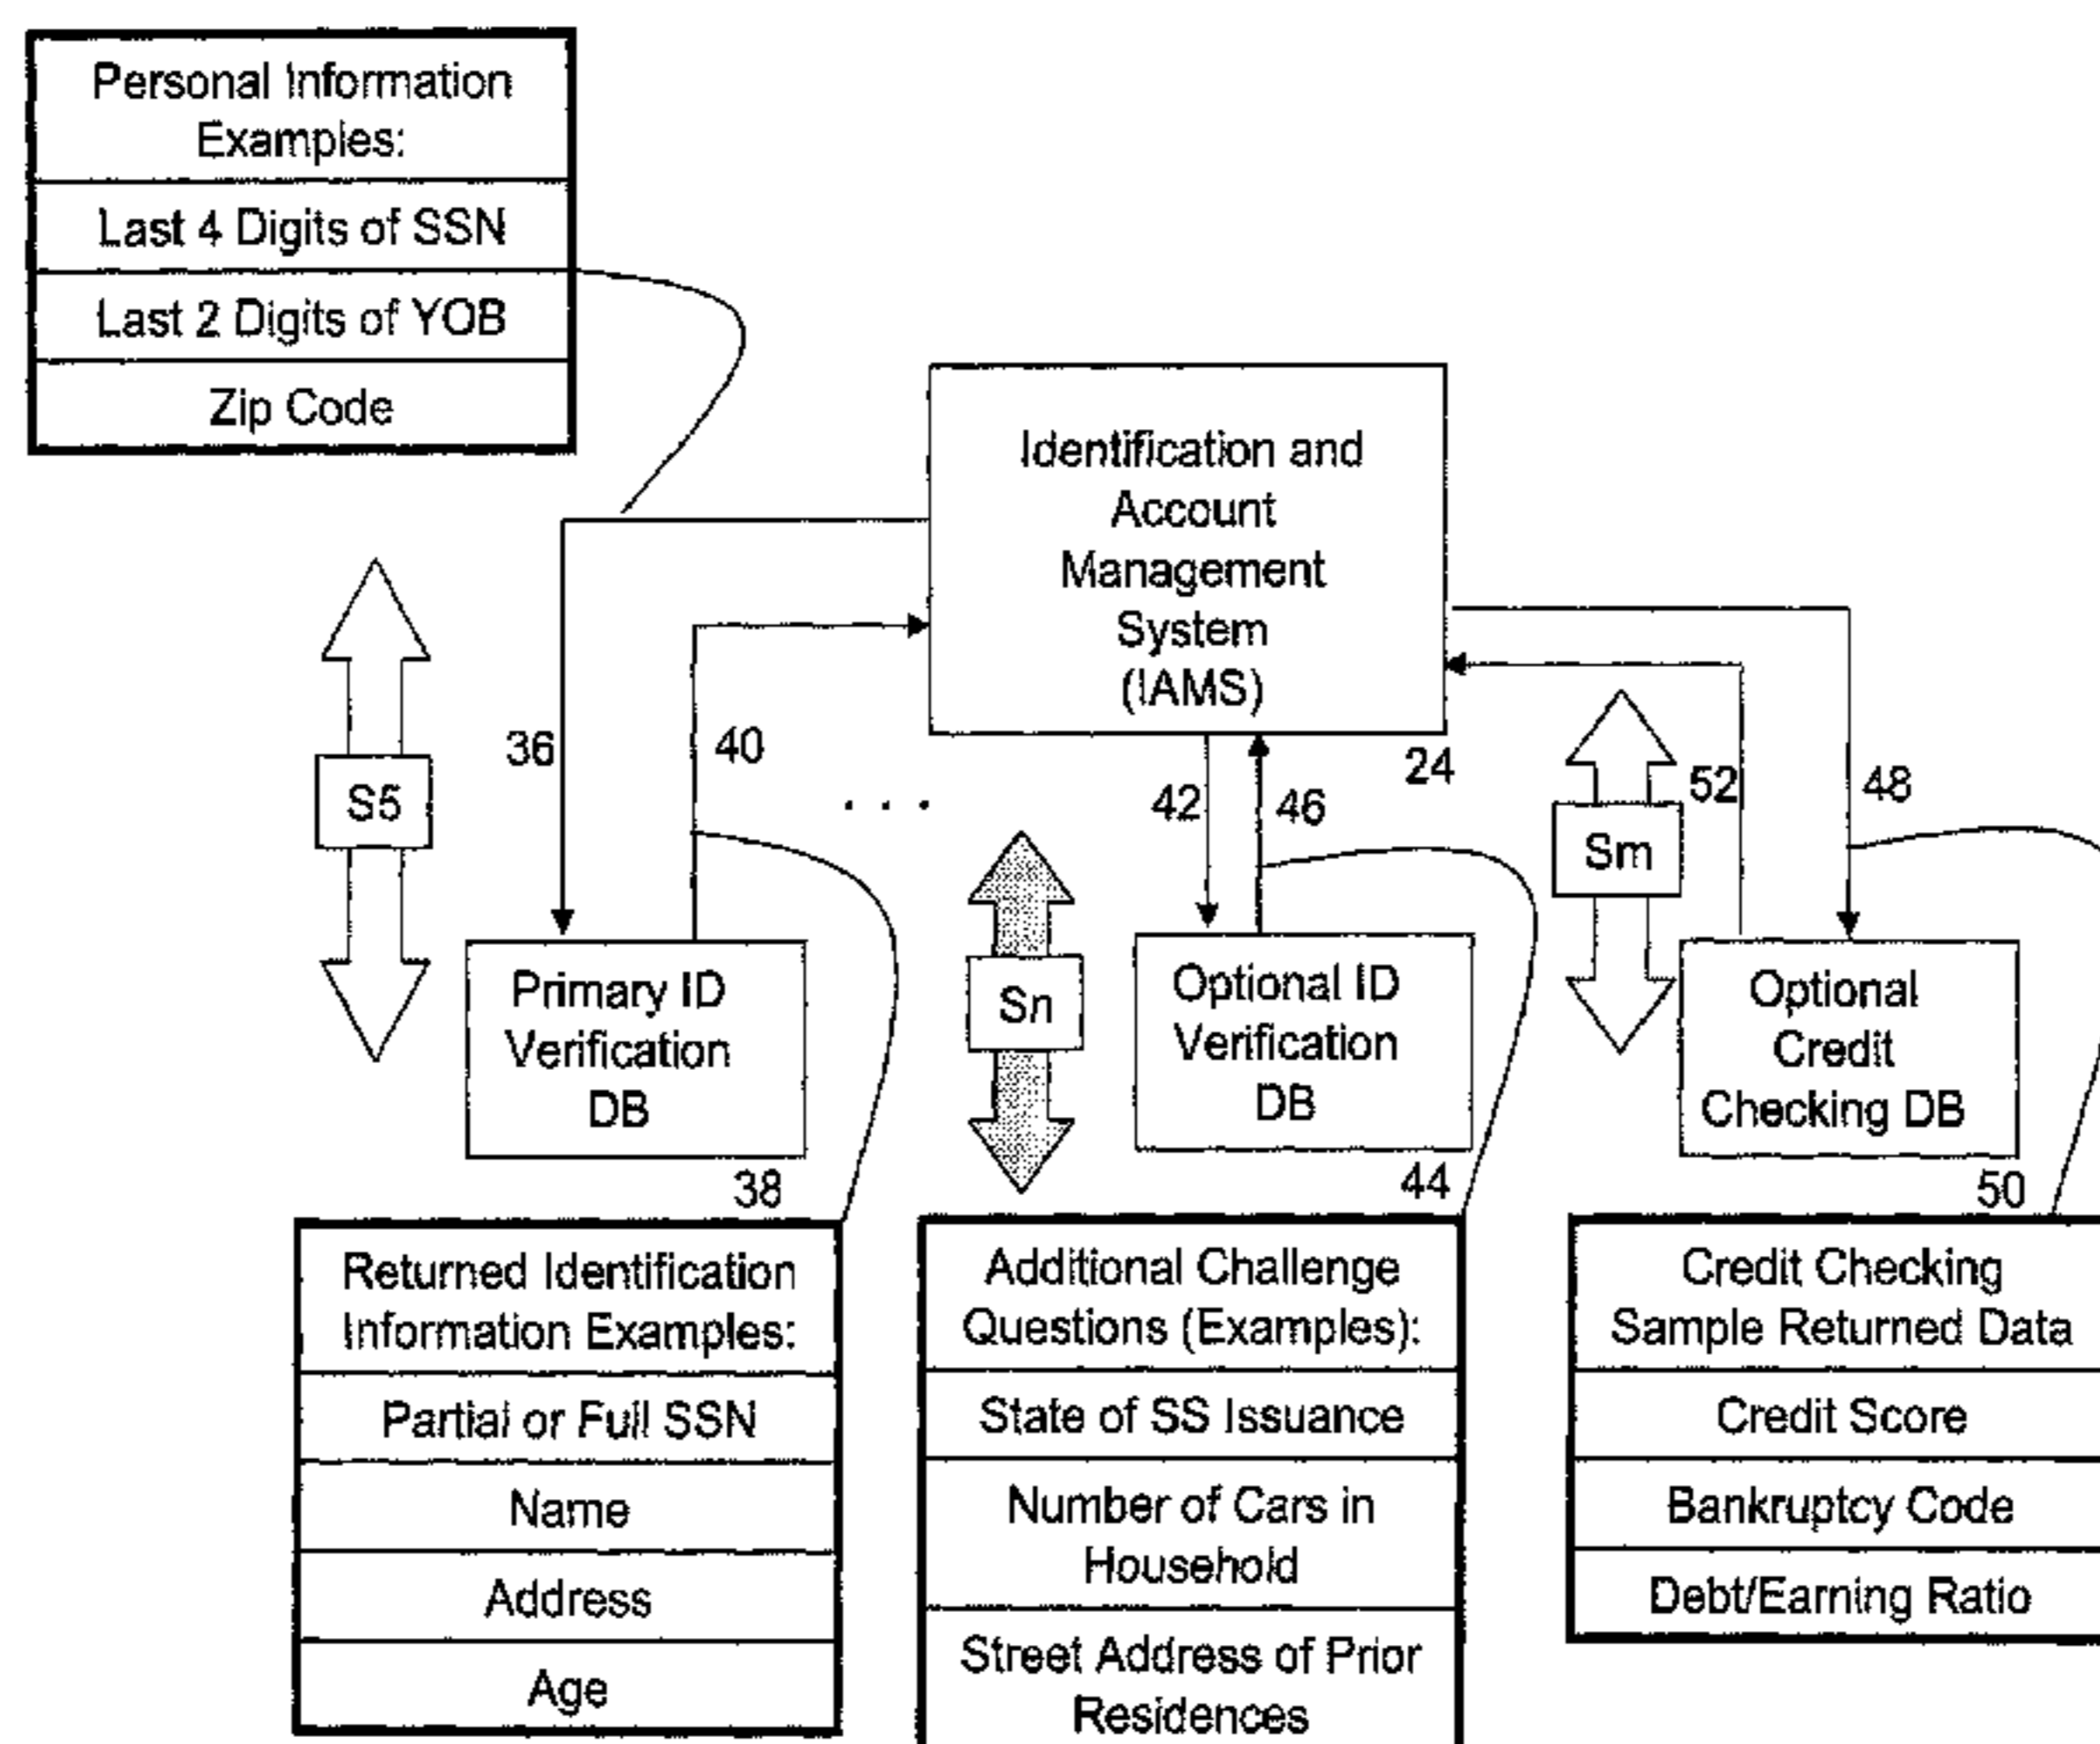 Personal Information
Examples:
Last 4 Digits of SSN
Last 2 Digits of YOB
Zip Code
Identification and
Account
Management
System
(IAMS)
24
S5
36
40
. . .
42
46
52
48
Sm
Sn
Primary ID
Verification
DB
38
Optional ID
Verification
DB
44
Optional
Credit
Checking DB
50
Returned Identification
Information Examples:
Partial or Full SSN
Name
Address
Age
Additional Challenge
Questions (Examples):
State of SS Issuance
Number of Cars in
Household
Street Address of Prior
Residences
Credit Checking
Sample Returned Data
Credit Score
Bankruptcy Code
Debt/Earning Ratio